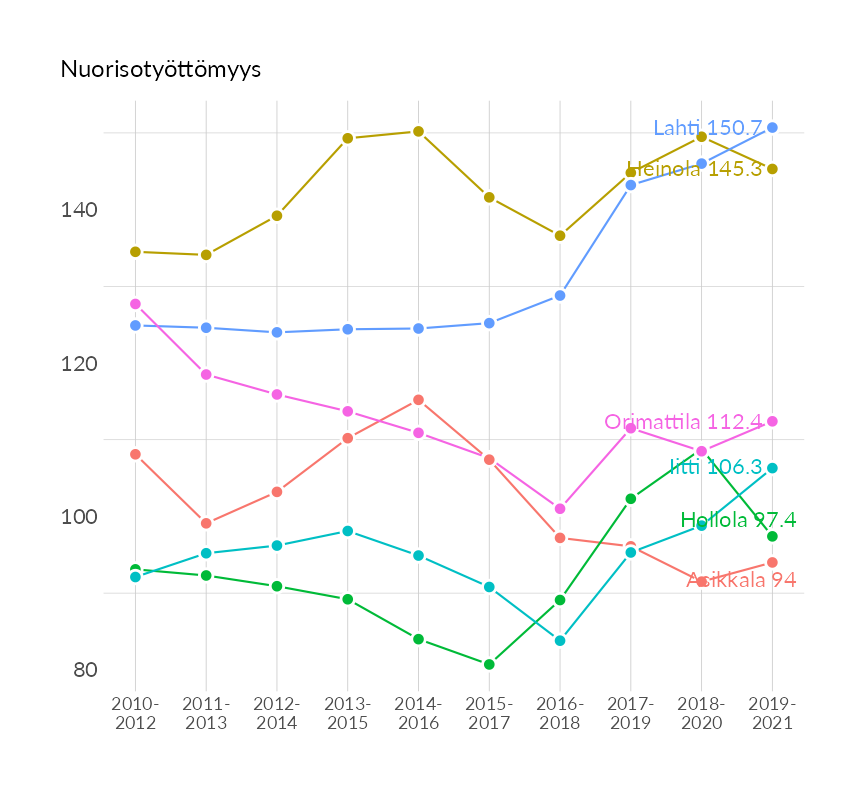 Nuorisotyöttömyys
Lahti 150.7
Heinola 145.3
140
120
Orimattila 112.4
Iitti 106.3
100
Hollola 97.4
Asikkala 94
80
2010- 2011- 2012- 2013- 2014- 2015- 2016- 2017- 2018- 2019-
2012 2013 2014 2015 2016 2017 2018 2019 2020 2021